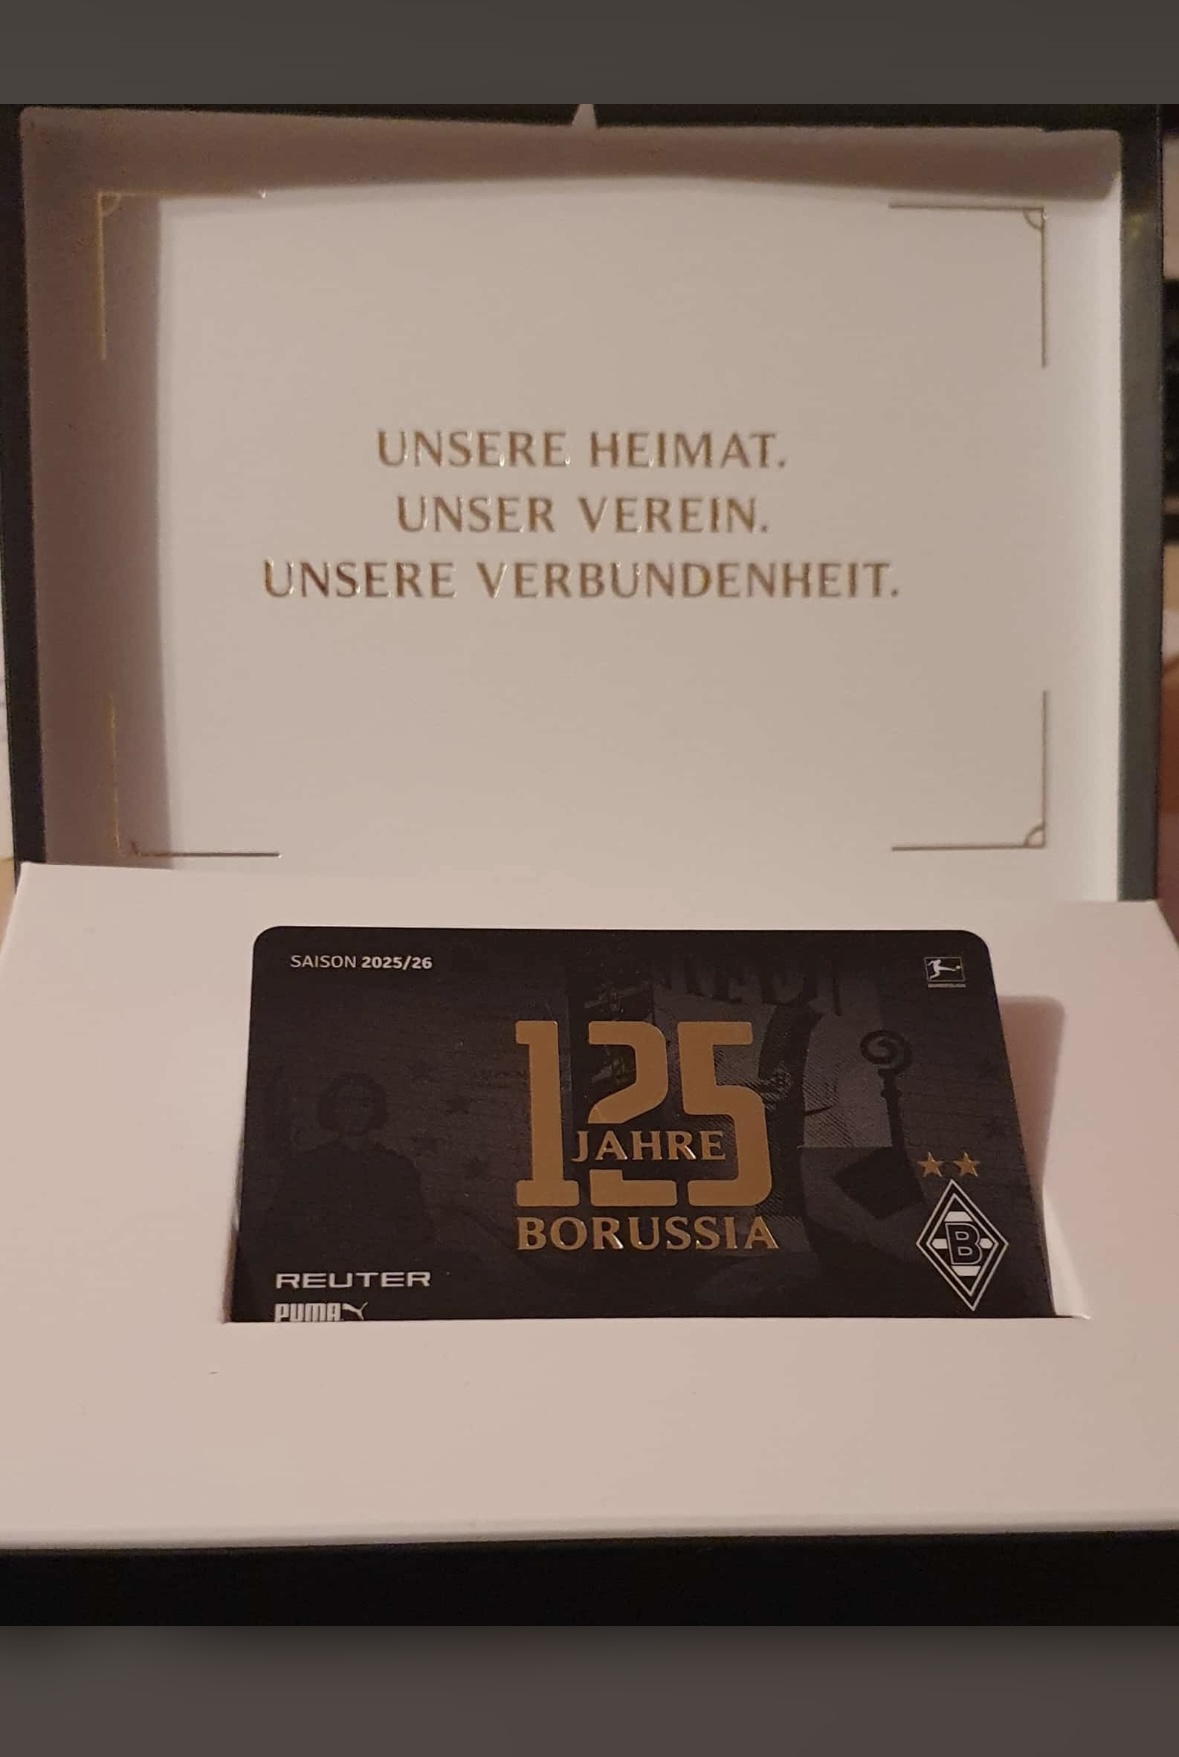 UNSERE HEIMAT.
UNSER VEREIN.
UNSERE VERBUNDENHEIT.
SAISON 2025/26
125
JAHRE
BORUSSIA
B
REUTER
PUMA